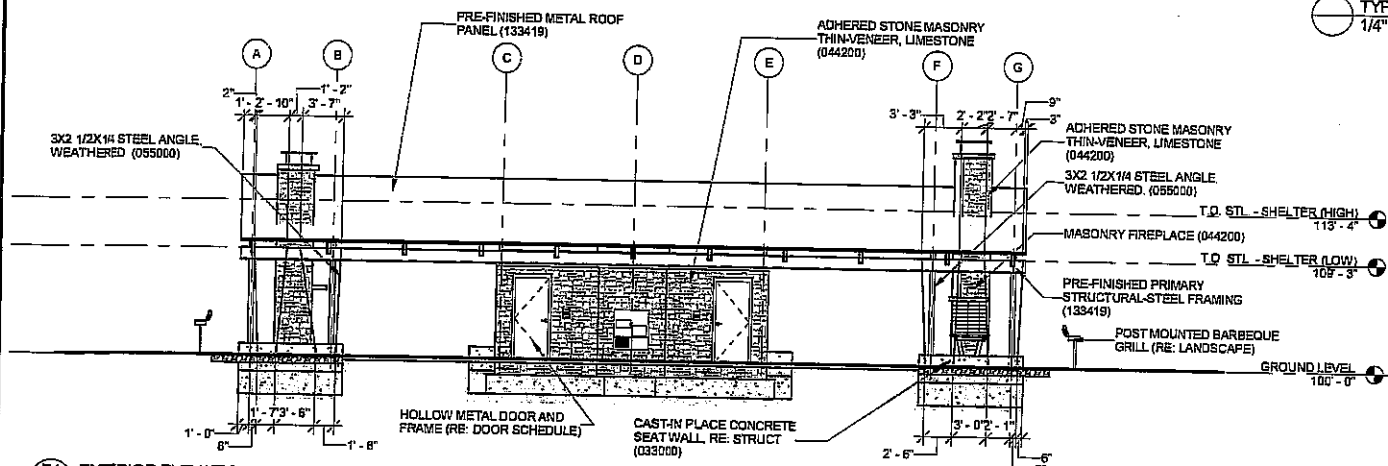 TYP
1/4"
PRE-FINISHED METAL ROOF
PANEL (133419)
ADHERED STONE MASONRY
THIN-VENEER, LIMESTONE
(044200)
A
B
C
D
E
F
G
2"
1'-2"
1'-2'-10"
3'-7"
3'-3"
2'-2"
2'-7"
9"
3"
3X2 1/2X1/4 STEEL ANGLE,
WEATHERED (055000)
ADHERED STONE MASONRY
THIN-VENEER, LIMESTONE
(044200)
3X2 1/2X1/4 STEEL ANGLE,
WEATHERED. (055000)
T.O. STL. - SHELTER (HIGH)
113'-4"
MASONRY FIREPLACE (044200)
T.O. STL. - SHELTER (LOW)
109'-3"
PRE-FINISHED PRIMARY
STRUCTURAL-STEEL FRAMING
(133419)
POST MOUNTED BARBEQUE
GRILL (RE: LANDSCAPE)
GROUND LEVEL
100'-0"
HOLLOW METAL DOOR AND
FRAME (RE: DOOR SCHEDULE)
CAST-IN PLACE CONCRETE
SEAT WALL, RE: STRUCT
(033000)
1'-7"
3'-6"
1'-0"
6"
1'-8"
3'-0"
2'-1"
2'-6"
6"